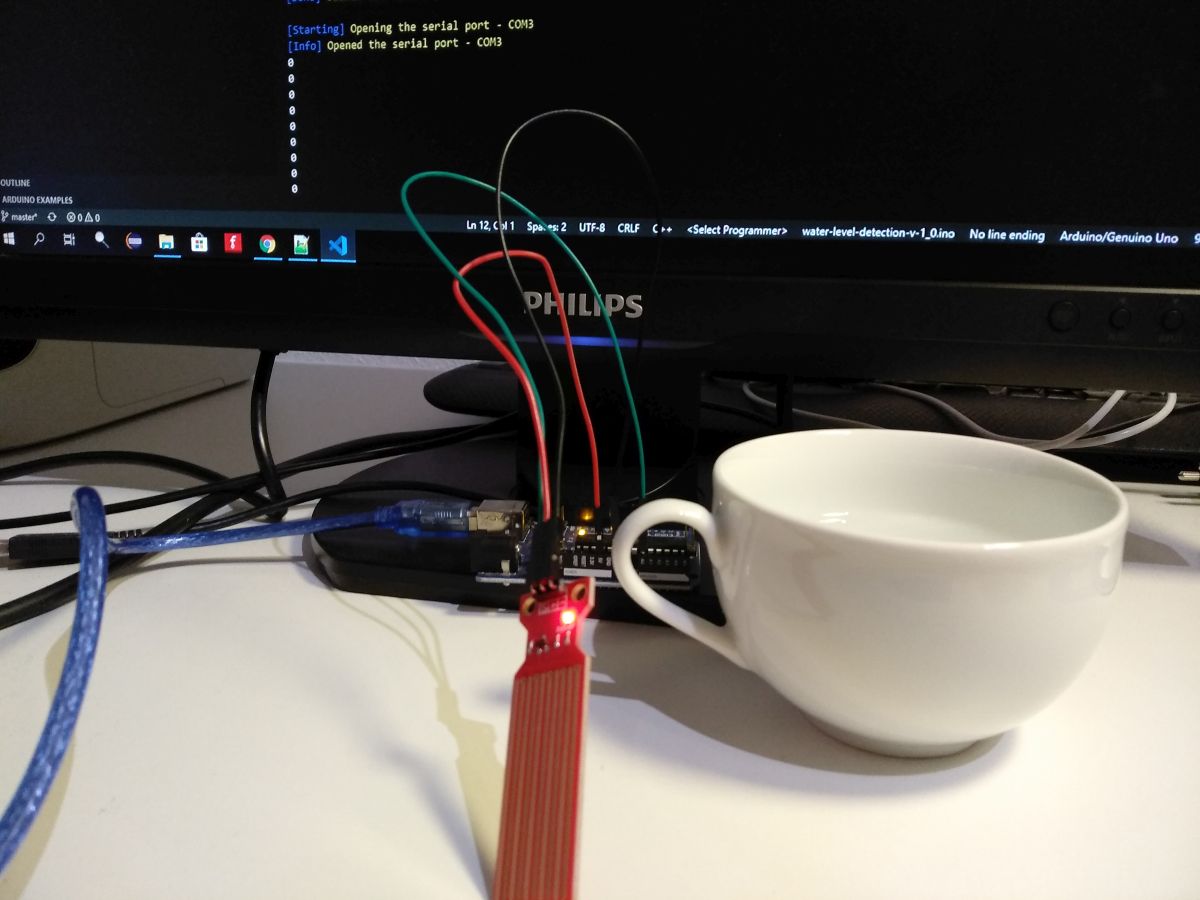 [Starting] Opening the serial port - COM3
[Info] Opened the serial port - COM3
0
0
0
0
0
0
0
0
0
OUTLINE
ARDUINO EXAMPLES
master* 0 0
Ln 12, Col 1 Spaces: 2 UTF-8 CRLF C++ <Select Programmer> water-level-detection-v-1_0.ino No line ending Arduino/Genuino Uno
PHILIPS